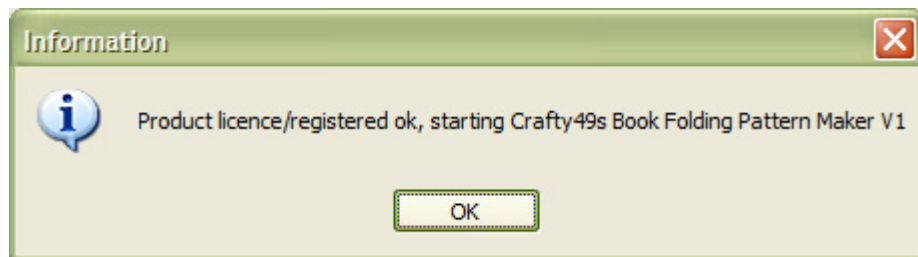 Information
Product licence/registered ok, starting Crafty49s Book Folding Pattern Maker V1
OK